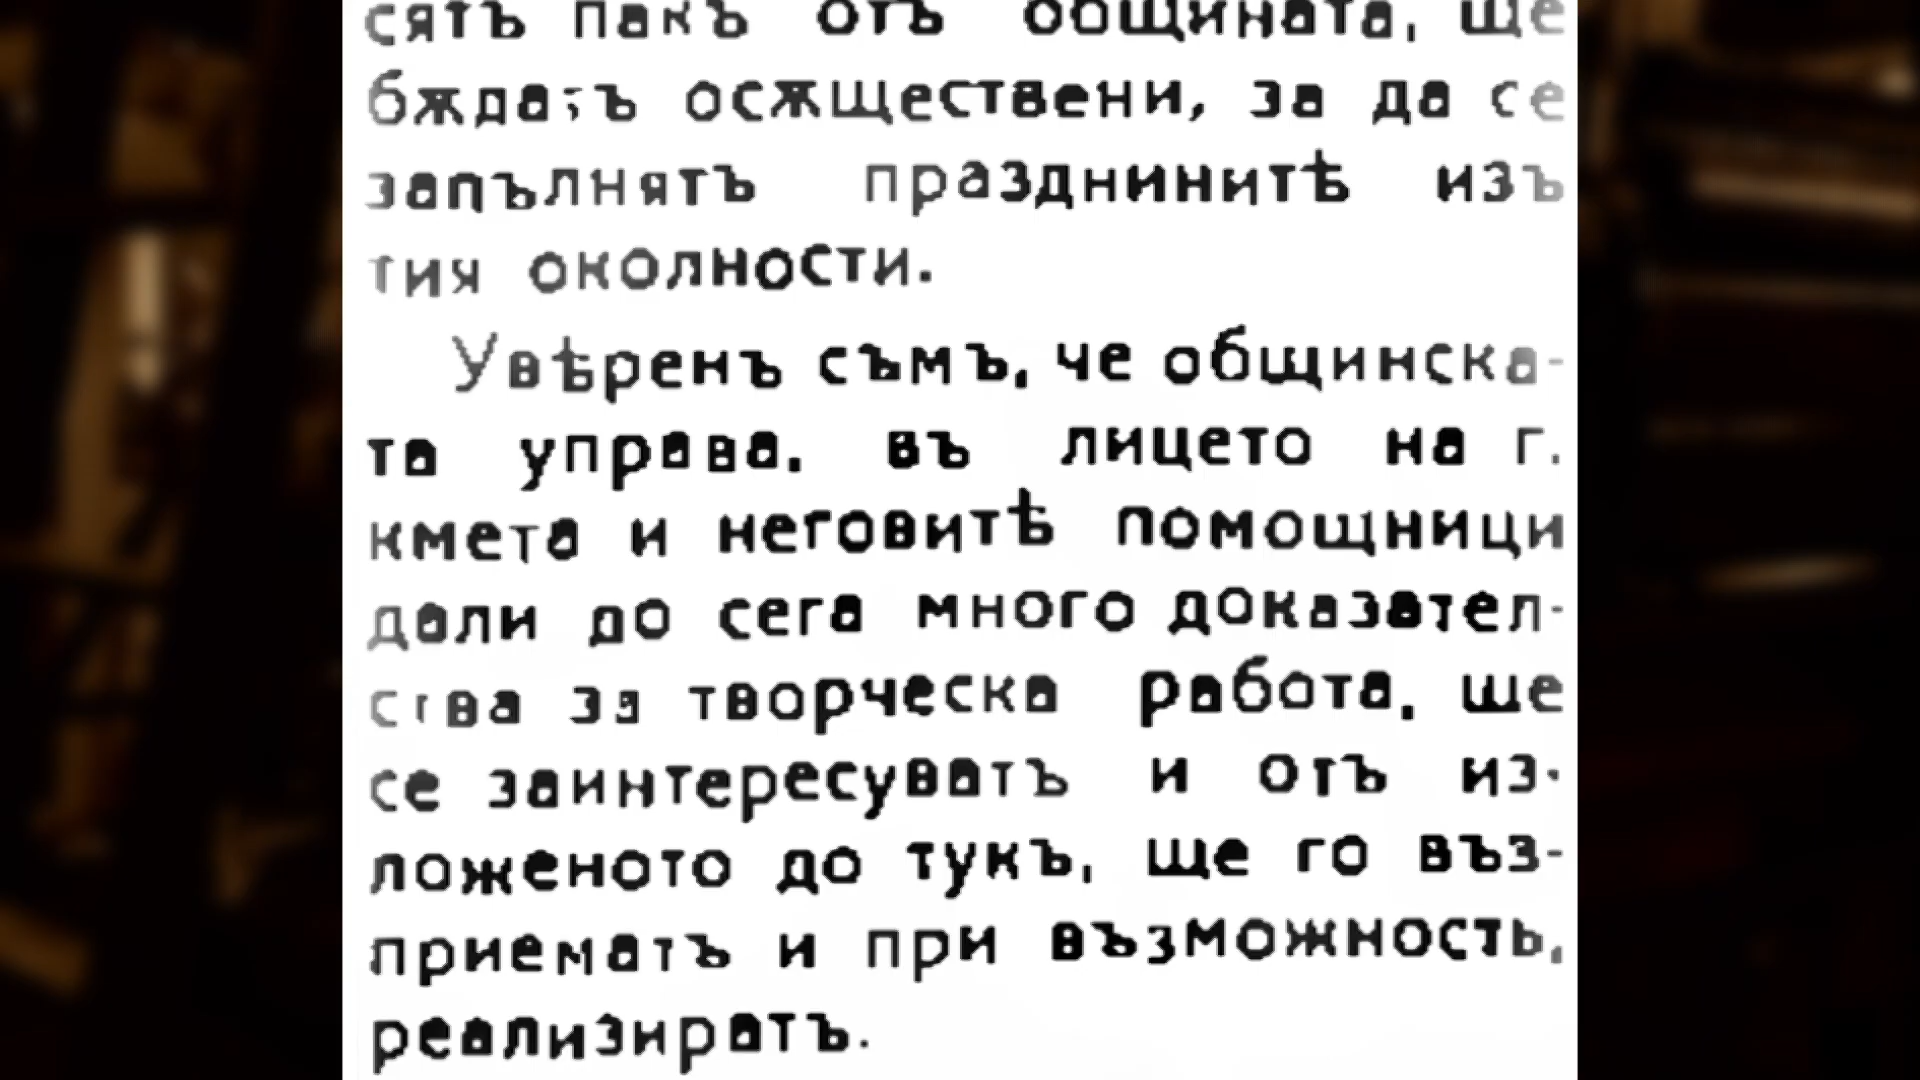 сятъ пакъ отъ общината, ще
бѫдатъ осѫществени, за да се
запълнятъ празднинитѣ изъ
тия околности.
Увѣренъ съмъ, че общинска-
та управа, въ лицето на г.
кмета и неговитѣ помощници
дали до сега много доказател-
ства за творческа работа, ще
се заинтересуватъ и отъ из-
ложеното до тукъ, ще го въз-
приематъ и при възможность,
реализиратъ.